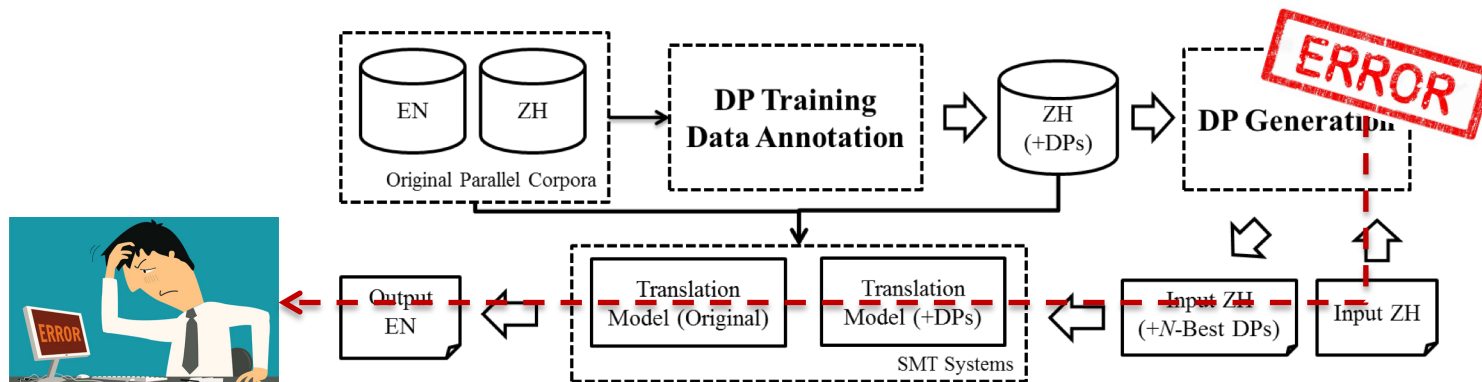 EN
ZH
Original Parallel Corpora
DP Training
Data Annotation
ZH
(+DPs)
DP Generation
ERROR
ERROR
Output
EN
Translation
Model (Original)
Translation
Model (+DPs)
SMT Systems
Input ZH
(+N-Best DPs)
Input ZH